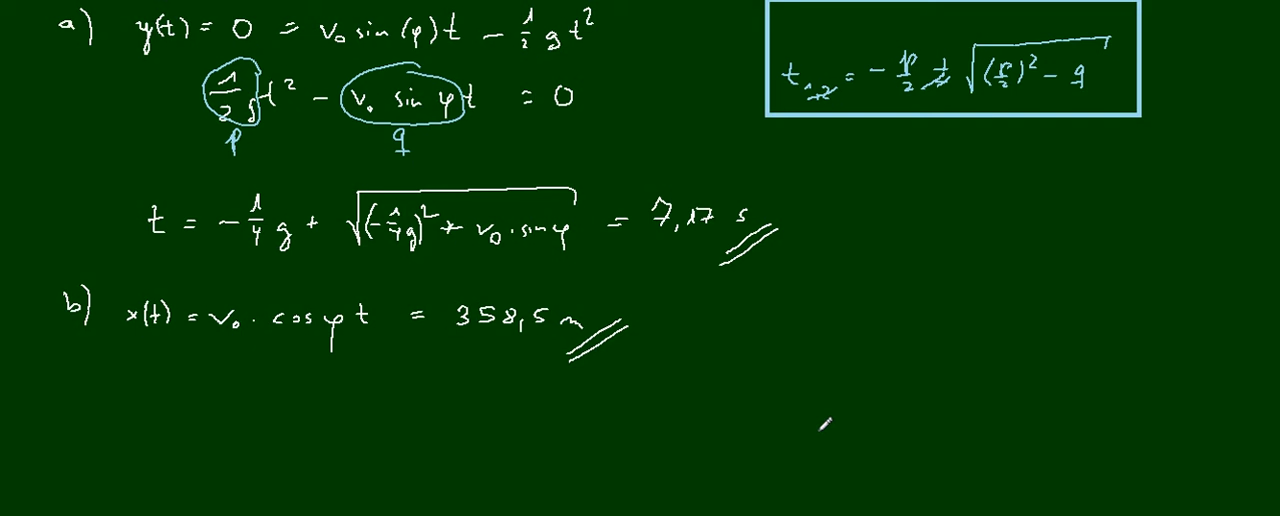 a) y(t) = 0 = v₀ sin(φ) t − 1/2 g t²
1/2 g t² − v₀ sin φ t = 0
p q
t = −1/4 g + √((−1/4 g)² + v₀ · sin φ) = 7,17 s
b) x(t) = v₀ · cos φ t = 358,5 m
t₁,₂ = − p/2 ± √((p/2)² − q)